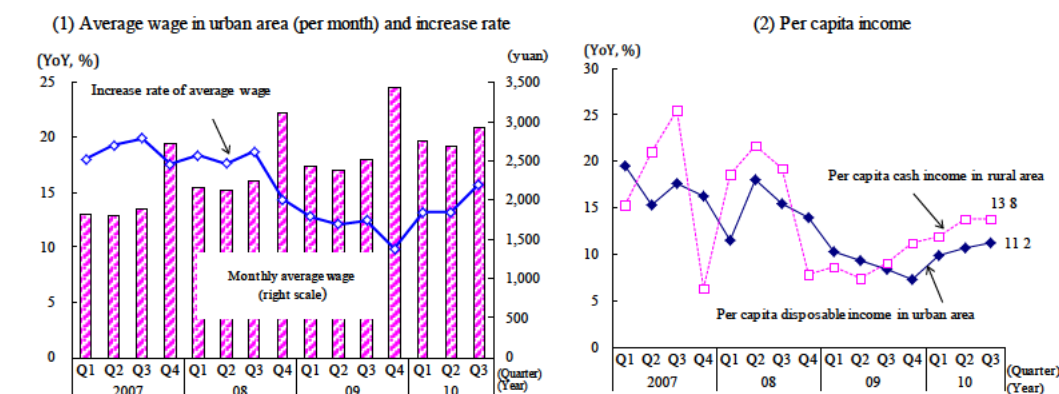 (1) Average wage in urban area (per month) and increase rate
(YoY, %)
(yuan)
25
20
15
10
5
0
3,500
3,000
2,500
2,000
1,500
1,000
500
0
Increase rate of average wage
Monthly average wage
(right scale)
Q1 Q2 Q3 Q4 Q1 Q2 Q3 Q4 Q1 Q2 Q3 Q4 Q1 Q2 Q3
(Quarter)
2007 08 09 10
(Year)
(2) Per capita income
(YoY, %)
30
25
20
15
10
5
0
Per capita cash income in rural area
13 8
11 2
Per capita disposable income in urban area
Q1 Q2 Q3 Q4 Q1 Q2 Q3 Q4 Q1 Q2 Q3 Q4 Q1 Q2 Q3
(Quarter)
2007 08 09 10
(Year)